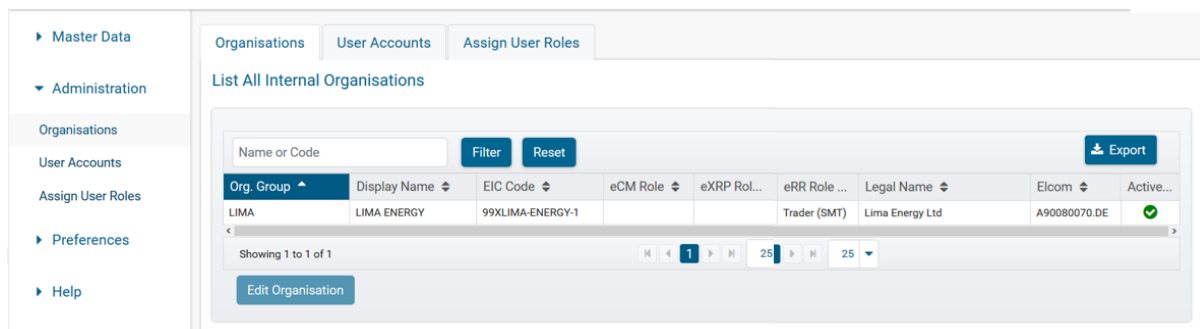 Master Data
Administration
Organisations
User Accounts
Assign User Roles
Preferences
Help
Organisations User Accounts Assign User Roles
List All Internal Organisations
Name or Code Filter Reset Export
Org. Group Display Name EIC Code eCM Role eXRP Rol... eRR Role ... Legal Name Elcom Active...
LIMA LIMA ENERGY 99XLIMA-ENERGY-1 Trader (SMT) Lima Energy Ltd A90080070.DE
Showing 1 to 1 of 1 1 25 25
Edit Organisation